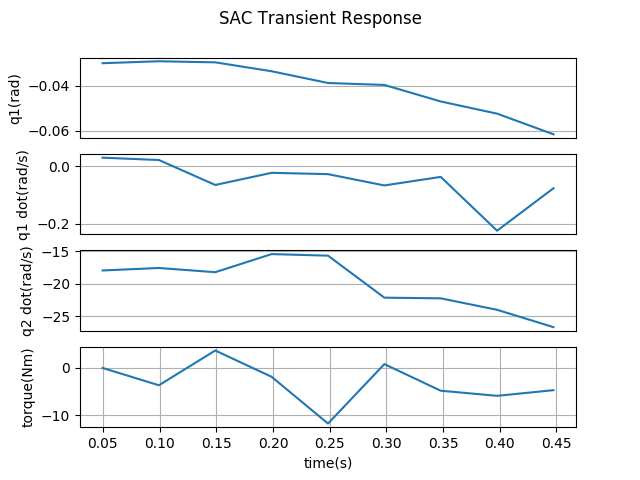 SAC Transient Response
q1(rad)
−0.04
−0.06
q1 dot(rad/s)
0.0
−0.2
q2 dot(rad/s)
−15
−20
−25
torque(Nm)
0
−10
0.05 0.10 0.15 0.20 0.25 0.30 0.35 0.40 0.45
time(s)